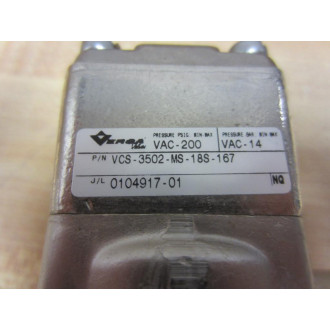 VERSA USA
PRESSURE PSIG MIN-MAX PRESSURE BAR MIN-MAX
VAC-200 VAC-14
P/N VCS-3502-MS-18S-167
J/L 0104917-01 NQ